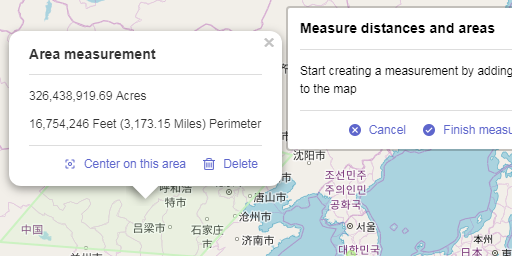 Area measurement
×
326,438,919.69 Acres
16,754,246 Feet (3,173.15 Miles) Perimeter
Center on this area
Delete
Measure distances and areas
Start creating a measurement by adding
to the map
Cancel
Finish measu
沈阳市
조선민주
주의인민
공화국
呼和浩
特市
唐山市
中国
沧州市
石家庄
市
吕梁市
济南市
서울
대한민국
日本